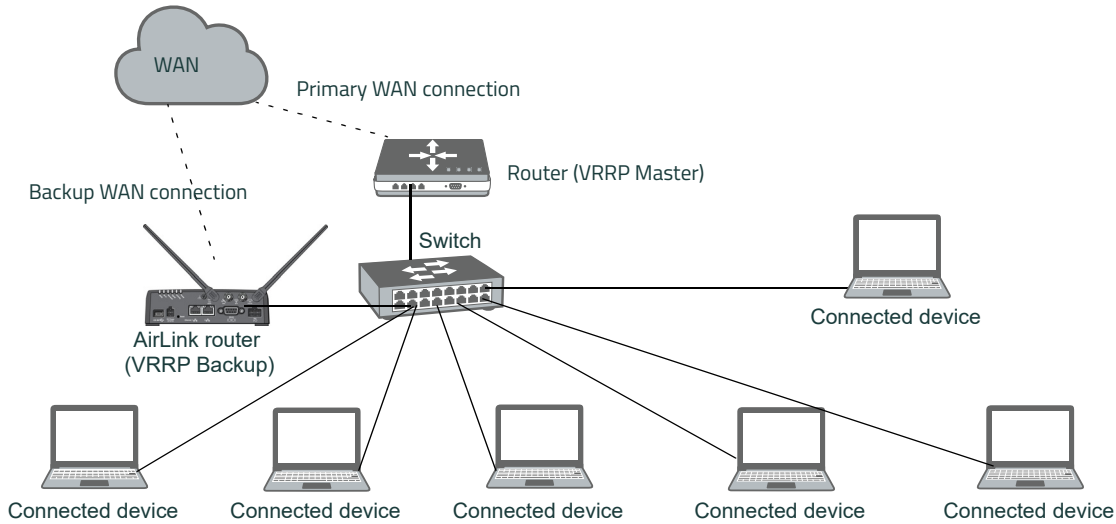 WAN
Primary WAN connection
Router (VRRP Master)
Backup WAN connection
Switch
Connected device
AirLink router
(VRRP Backup)
Connected device
Connected device
Connected device
Connected device
Connected device